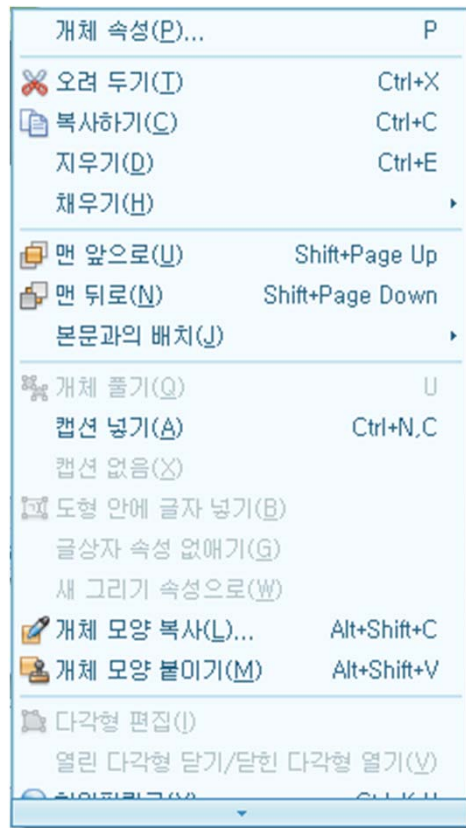 개체 속성(P)... P
오려 두기(T) Ctrl+X
복사하기(C) Ctrl+C
지우기(D) Ctrl+E
채우기(H)
맨 앞으로(U) Shift+Page Up
맨 뒤로(N) Shift+Page Down
본문과의 배치(J)
개체 풀기(Q) U
캡션 넣기(A) Ctrl+N,C
캡션 없음(X)
도형 안에 글자 넣기(B)
글상자 속성 없애기(G)
새 그리기 속성으로(W)
개체 모양 복사(L)... Alt+Shift+C
개체 모양 붙이기(M) Alt+Shift+V
다각형 편집(I)
열린 다각형 닫기/닫힌 다각형 열기(V)